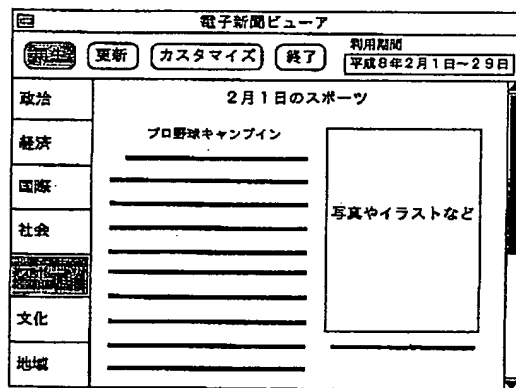 電子新聞ビューア
更新
カスタマイズ
終了
利用期間
平成8年2月1日~29日
政治
経済
国際
社会
文化
地域
2月1日のスポーツ
プロ野球キャンプイン
写真やイラストなど